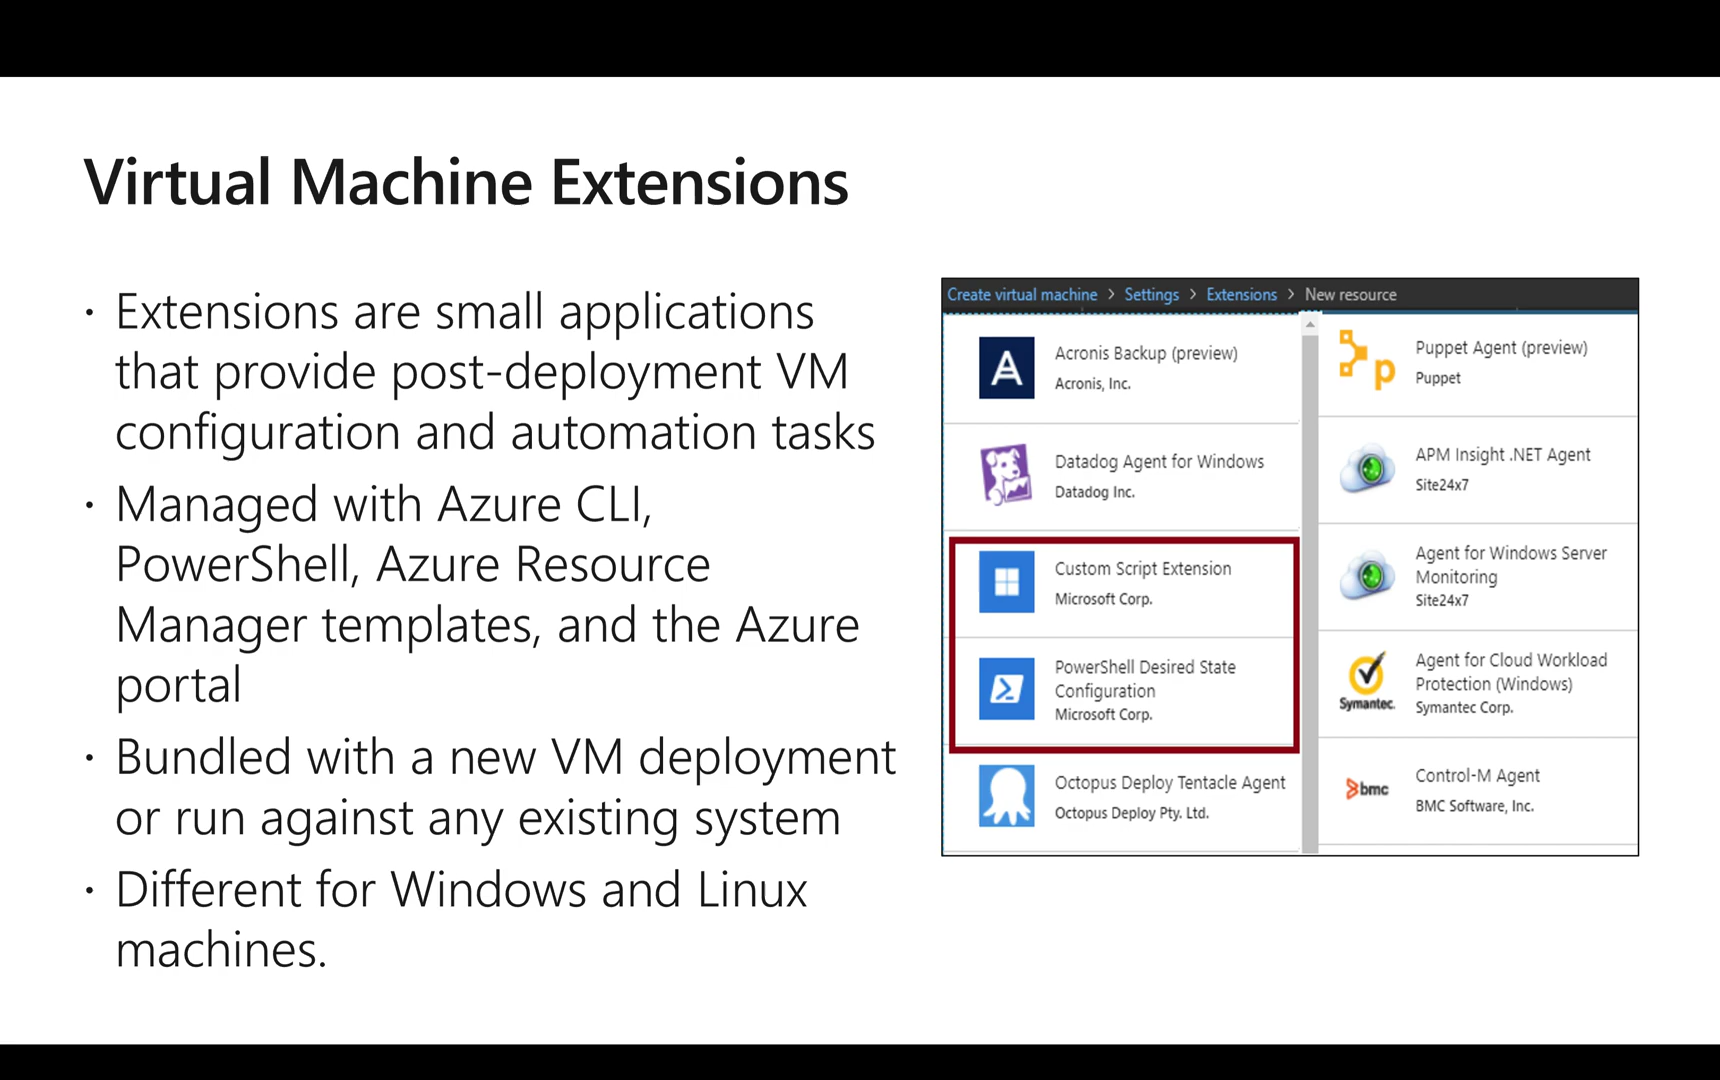 Virtual Machine Extensions
· Extensions are small applications
that provide post-deployment VM
configuration and automation tasks
· Managed with Azure CLI,
PowerShell, Azure Resource
Manager templates, and the Azure
portal
· Bundled with a new VM deployment
or run against any existing system
· Different for Windows and Linux
machines.
Create virtual machine > Settings > Extensions > New resource
A
Acronis Backup (preview)
Acronis, Inc.
Datadog Agent for Windows
Datadog Inc.
Custom Script Extension
Microsoft Corp.
PowerShell Desired State
Configuration
Microsoft Corp.
Octopus Deploy Tentacle Agent
Octopus Deploy Pty. Ltd.
p
Puppet Agent (preview)
Puppet
APM Insight .NET Agent
Site24x7
Agent for Windows Server
Monitoring
Site24x7
Symantec.
Agent for Cloud Workload
Protection (Windows)
Symantec Corp.
bmc
Control-M Agent
BMC Software, Inc.